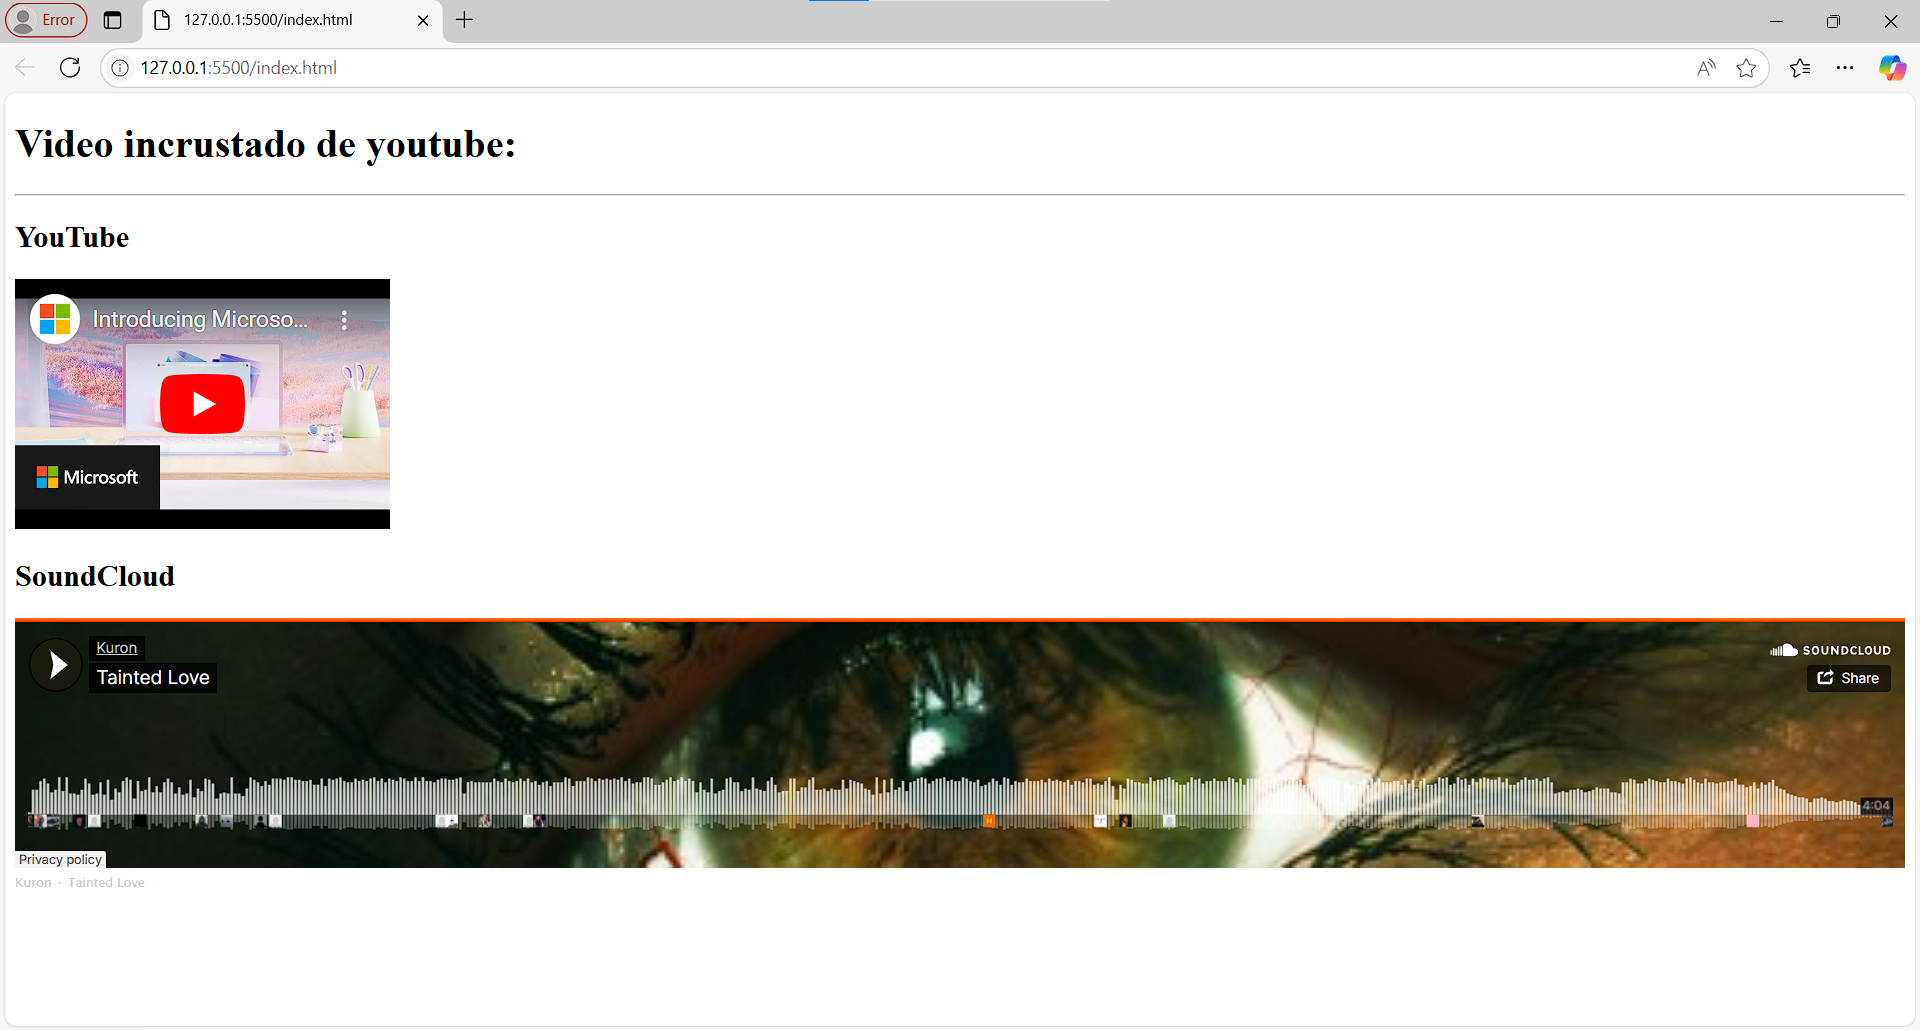 Error
127.0.0.1:5500/index.html
127.0.0.1:5500/index.html
Video incrustado de youtube:
YouTube
Introducing Microso...
Microsoft
SoundCloud
Kuron
Tainted Love
SOUNDCLOUD
Share
4:04
Privacy policy
Kuron · Tainted Love